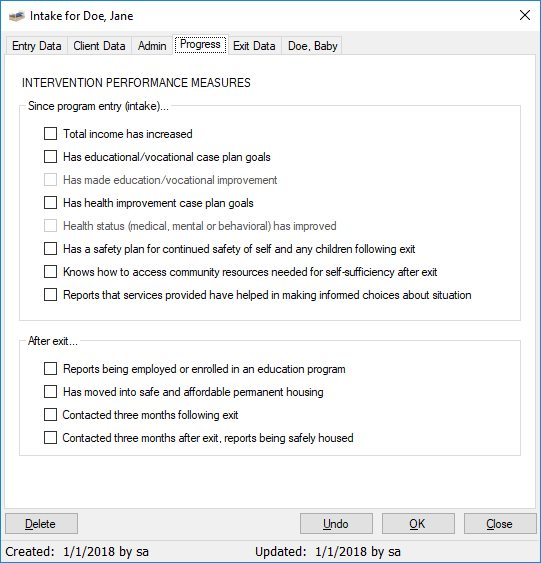 Intake for Doe, Jane
Entry Data Client Data Admin Progress Exit Data Doe, Baby
INTERVENTION PERFORMANCE MEASURES
Since program entry (intake)...
Total income has increased
Has educational/vocational case plan goals
Has made education/vocational improvement
Has health improvement case plan goals
Health status (medical, mental or behavioral) has improved
Has a safety plan for continued safety of self and any children following exit
Knows how to access community resources needed for self-sufficiency after exit
Reports that services provided have helped in making informed choices about situation
After exit...
Reports being employed or enrolled in an education program
Has moved into safe and affordable permanent housing
Contacted three months following exit
Contacted three months after exit, reports being safely housed
Delete Undo OK Close
Created: 1/1/2018 by sa Updated: 1/1/2018 by sa